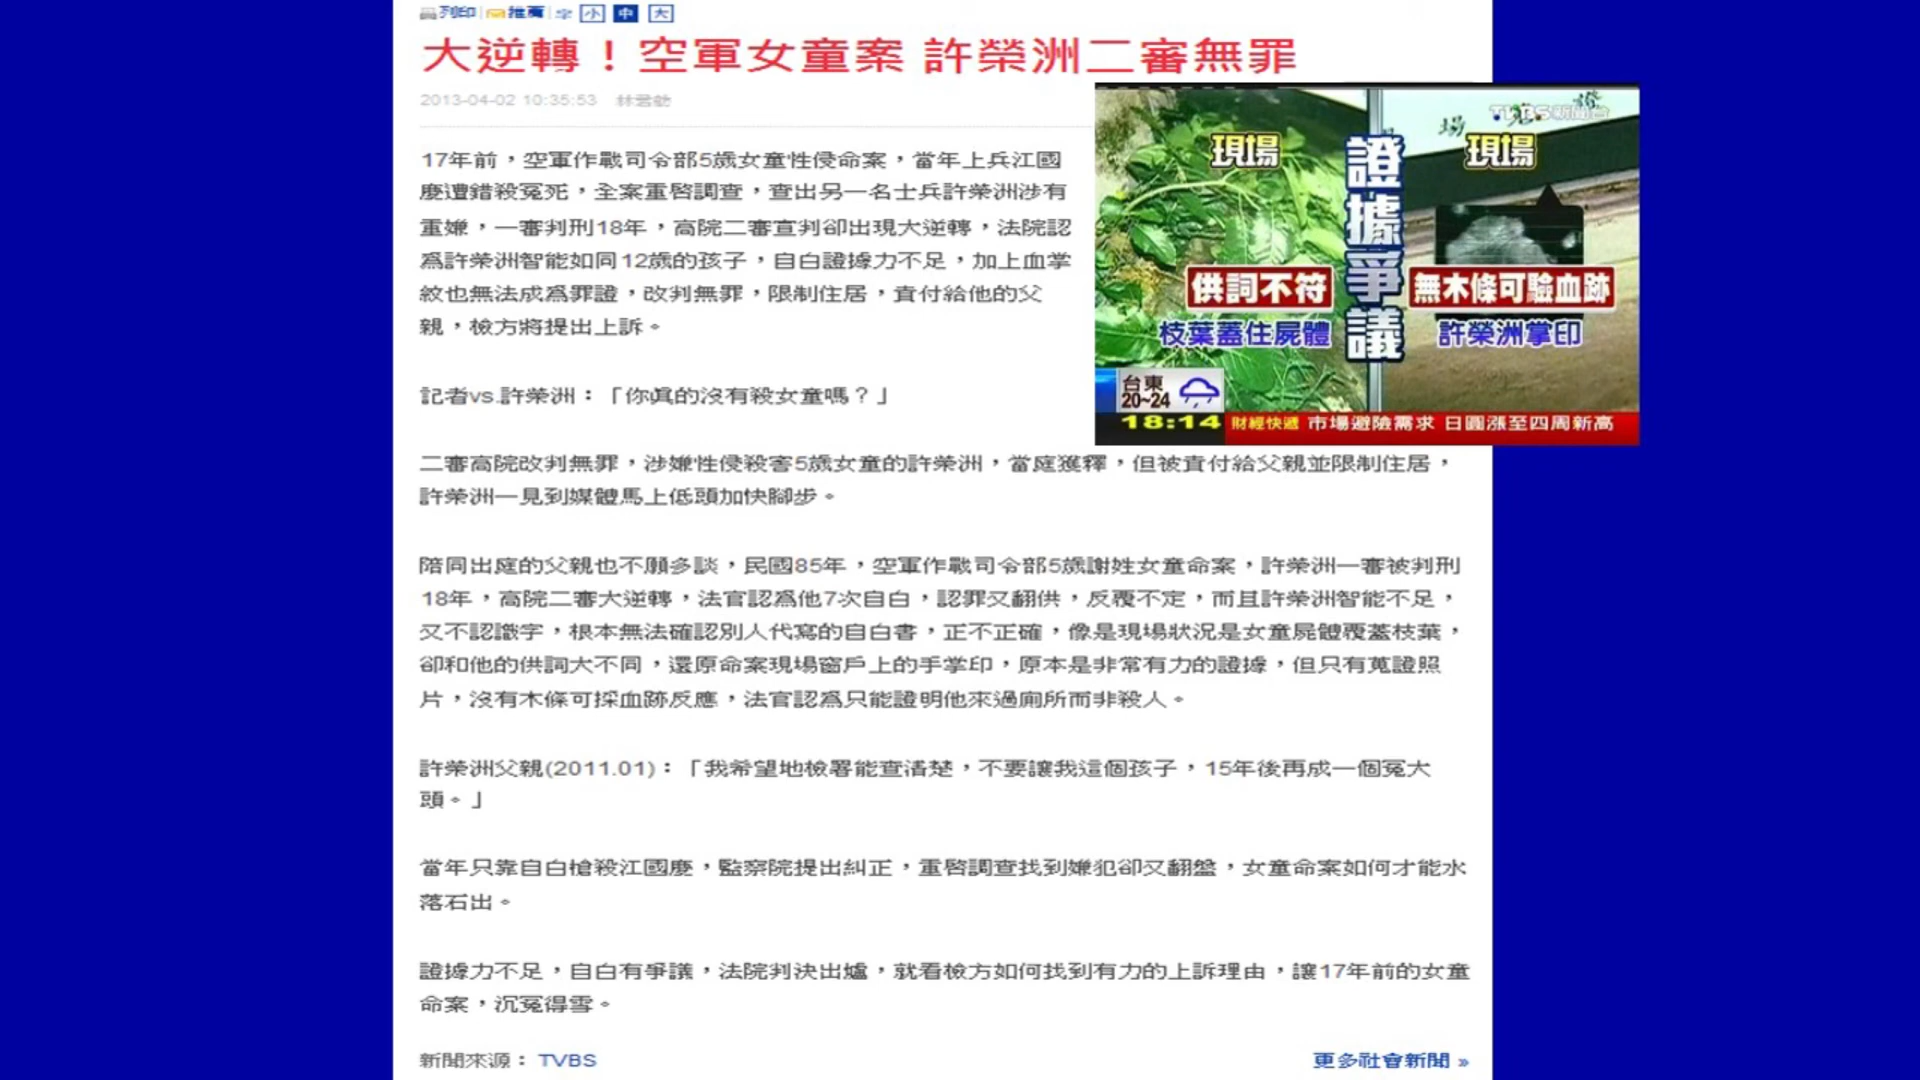 列印 推薦 字 小 中 大
大逆轉！空軍女童案 許榮洲二審無罪
2013-04-02 10:35:53 林君
17年前，空軍作戰司令部5歲女童性侵命案，當年上兵江國
慶遭錯殺冤死，全案重啓調查，查出另一名士兵許榮洲涉有
重嫌，一審判刑18年，高院二審宣判卻出現大逆轉，法院認
為許榮洲智能如同12歲的孩子，自白證據力不足，加上血掌
紋也無法成為罪證，改判無罪，限制住居，責付給他的父
親，檢方將提出上訴。
記者vs.許榮洲：「你真的沒有殺女童嗎？」
二審高院改判無罪，涉嫌性侵殺害5歲女童的許榮洲，當庭獲釋，但被責付給父親並限制住居，
許榮洲一見到媒體馬上低頭加快腳步。
陪同出庭的父親也不願多談，民國85年，空軍作戰司令部5歲謝姓女童命案，許榮洲一審被判刑
18年，高院二審大逆轉，法官認為他7次自白，認罪又翻供，反覆不定，而且許榮洲智能不足，
又不認識字，根本無法確認別人代寫的自白書，正不正確，像是現場狀況是女童屍體覆蓋枝葉，
卻和他的供詞大不同，還原命案現場窗戶上的手掌印，原本是非常有力的證據，但只有蒐證照
片，沒有木條可採血跡反應，法官認為只能證明他來過廁所而非殺人。
許榮洲父親(2011.01)：「我希望地檢署能查清楚，不要讓我這個孩子，15年後再成一個冤大
頭。」
當年只靠自白槍殺江國慶，監察院提出糾正，重啓調查找到嫌犯卻又翻盤，女童命案如何才能水
落石出。
證據力不足，自白有爭議，法院判決出爐，就看檢方如何找到有力的上訴理由，讓17年前的女童
命案，沉冤得雪。
新聞來源： TVBS
更多社會新聞 »
TVBS新聞台
現場
證據爭議
現場
供詞不符
無木條可驗血跡
枝葉蓋住屍體
許榮洲掌印
台東
20~24
18:14 財經快遞 市場避險需求 日圓漲至四周新高